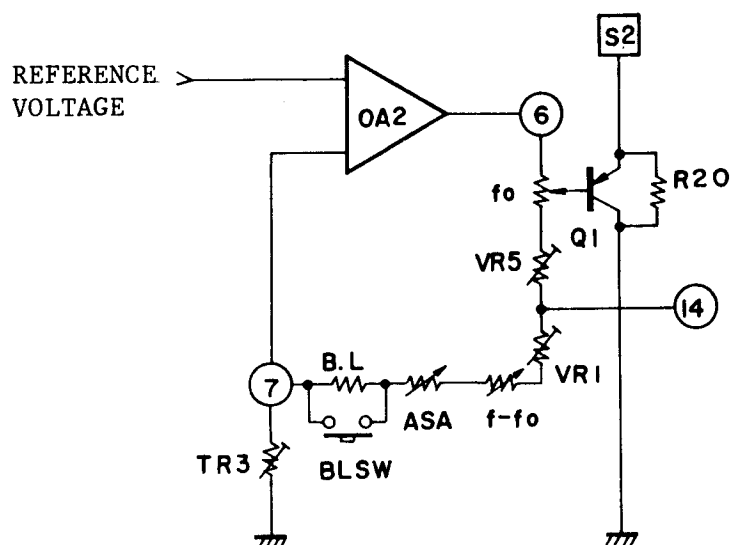 S2
REFERENCE
VOLTAGE
OA2
6
fo
R20
Q1
VR5
14
B.L
VR1
7
ASA
f-fo
TR3
BLSW